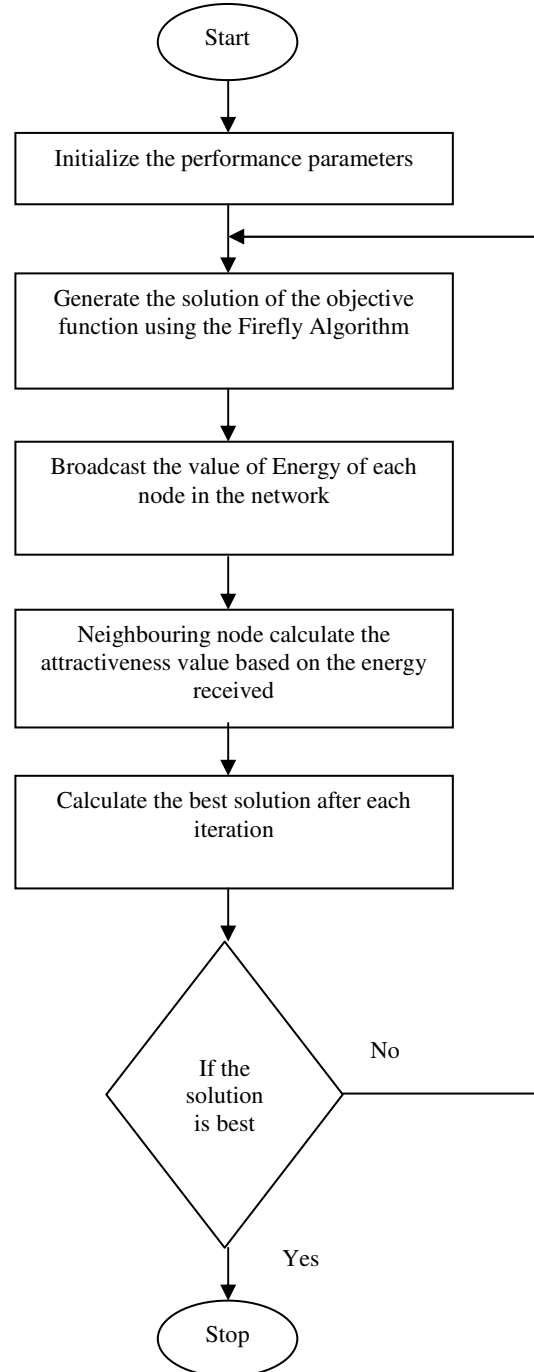 Start
Initialize the performance parameters
Generate the solution of the objective
function using the Firefly Algorithm
Broadcast the value of Energy of each
node in the network
Neighbouring node calculate the
attractiveness value based on the energy
received
Calculate the best solution after each
iteration
If the
solution
is best
No
Yes
Stop